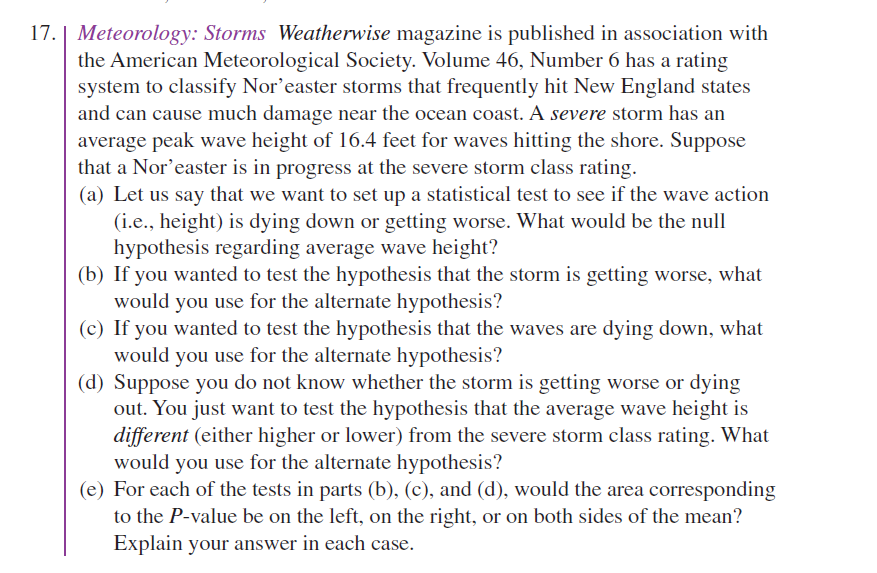 17. Meteorology: Storms Weatherwise magazine is published in association with
the American Meteorological Society. Volume 46, Number 6 has a rating
system to classify Nor’easter storms that frequently hit New England states
and can cause much damage near the ocean coast. A severe storm has an
average peak wave height of 16.4 feet for waves hitting the shore. Suppose
that a Nor’easter is in progress at the severe storm class rating.
(a) Let us say that we want to set up a statistical test to see if the wave action
(i.e., height) is dying down or getting worse. What would be the null
hypothesis regarding average wave height?
(b) If you wanted to test the hypothesis that the storm is getting worse, what
would you use for the alternate hypothesis?
(c) If you wanted to test the hypothesis that the waves are dying down, what
would you use for the alternate hypothesis?
(d) Suppose you do not know whether the storm is getting worse or dying
out. You just want to test the hypothesis that the average wave height is
different (either higher or lower) from the severe storm class rating. What
would you use for the alternate hypothesis?
(e) For each of the tests in parts (b), (c), and (d), would the area corresponding
to the P-value be on the left, on the right, or on both sides of the mean?
Explain your answer in each case.